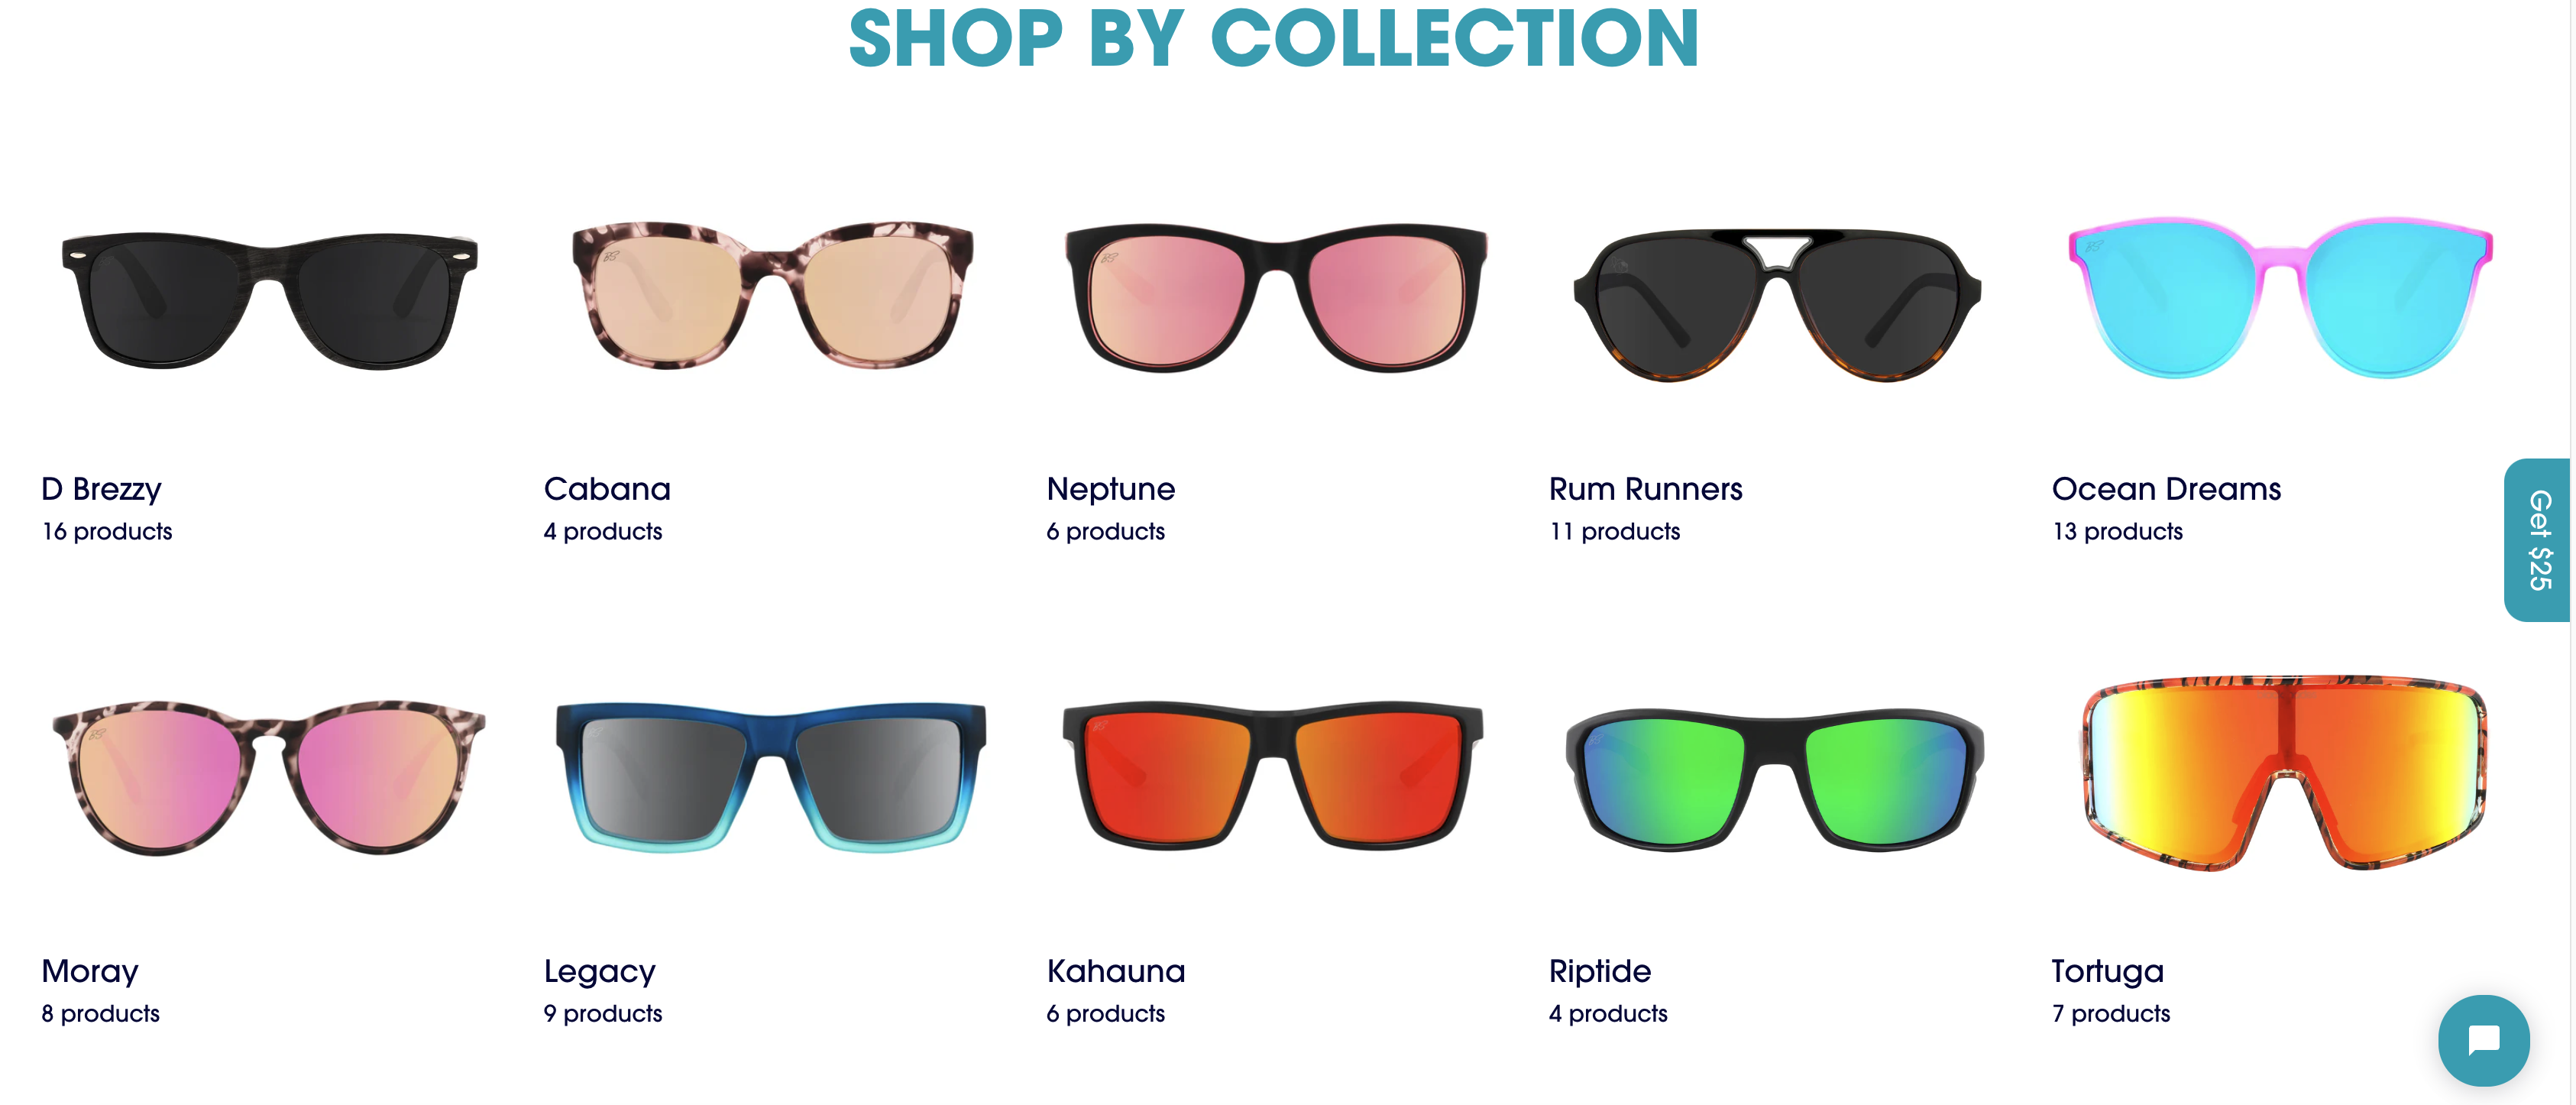 SHOP BY COLLECTION
D Brezzy
16 products
Cabana
4 products
Neptune
6 products
Rum Runners
11 products
Ocean Dreams
13 products
Get $25
Moray
8 products
Legacy
9 products
Kahauna
6 products
Riptide
4 products
Tortuga
7 products